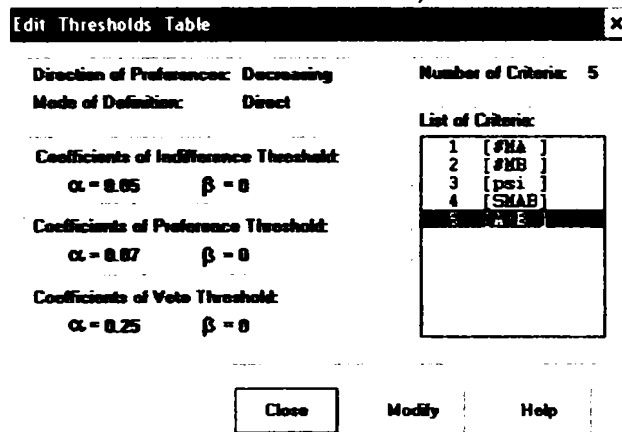 Edit Thresholds Table
×
Direction of Preferences: Decreasing
Mode of Definition: Direct
Number of Criteria: 5
List of Criteria:
1 [#MA ]
2 [#MB ]
3 [psi ]
4 [SMAB]
5
Coefficients of Indifference Threshold:
α = 0.05 β = 0
Coefficients of Preference Threshold:
α = 0.07 β = 0
Coefficients of Veto Threshold:
α = 0.25 β = 0
Close Modify Help